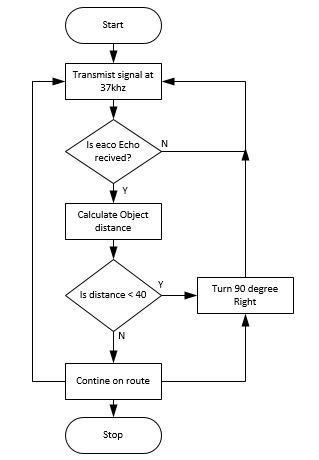 Start
Transmist signal at
37khz
Is eaco Echo
recived?
N
Y
Calculate Object
distance
Is distance < 40
Y
Turn 90 degree
Right
N
Contine on route
Stop